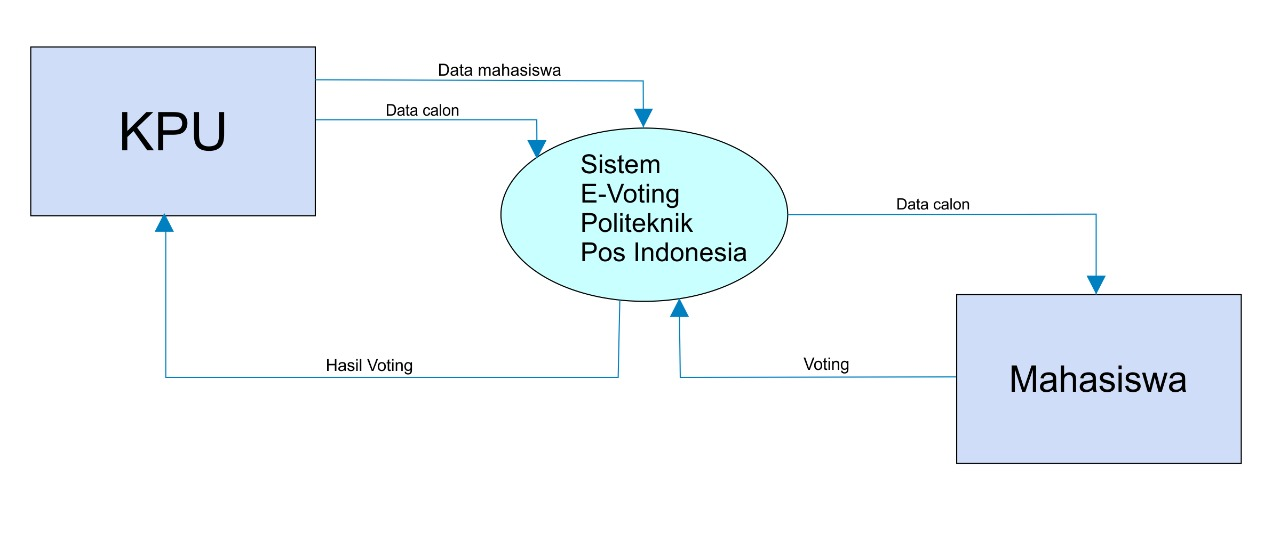 Data mahasiswa
Data calon
KPU
Sistem
E-Voting
Politeknik
Pos Indonesia
Data calon
Hasil Voting
Voting
Mahasiswa